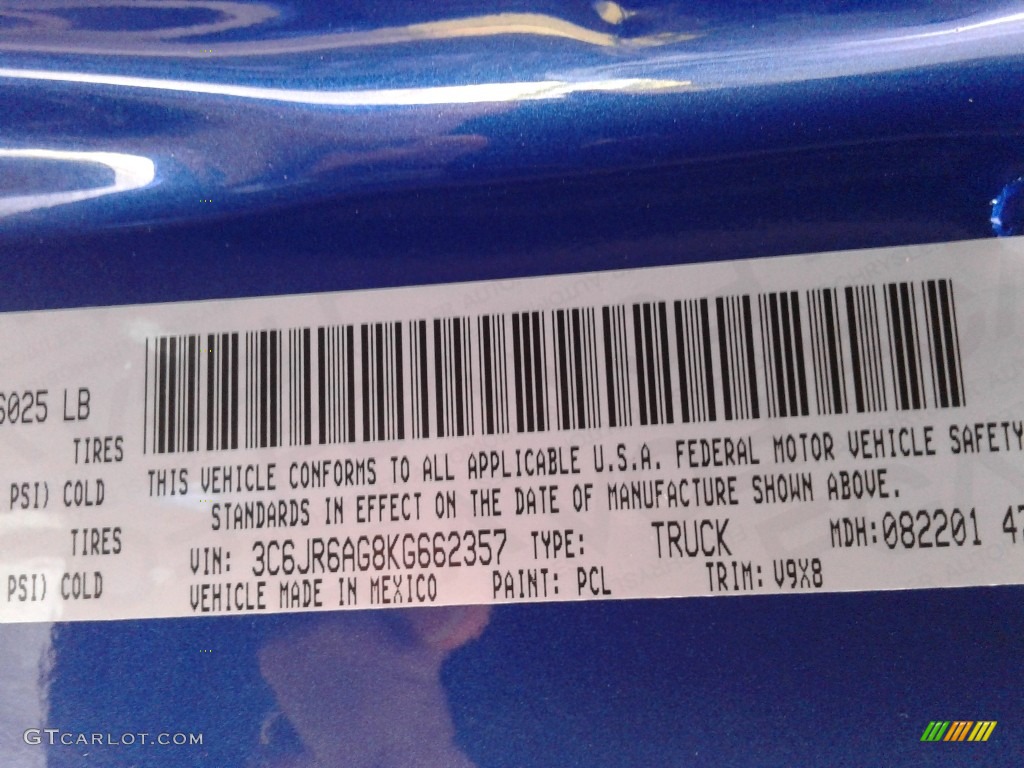 6025 LB
TIRES
PSI) COLD
TIRES
PSI) COLD
THIS VEHICLE CONFORMS TO ALL APPLICABLE U.S.A. FEDERAL MOTOR VEHICLE SAFETY
STANDARDS IN EFFECT ON THE DATE OF MANUFACTURE SHOWN ABOVE.
VIN: 3C6JR6AG8KG662357 TYPE: TRUCK MDH: 082201
VEHICLE MADE IN MEXICO PAINT: PCL TRIM: V9X8
GTCARLOT.COM